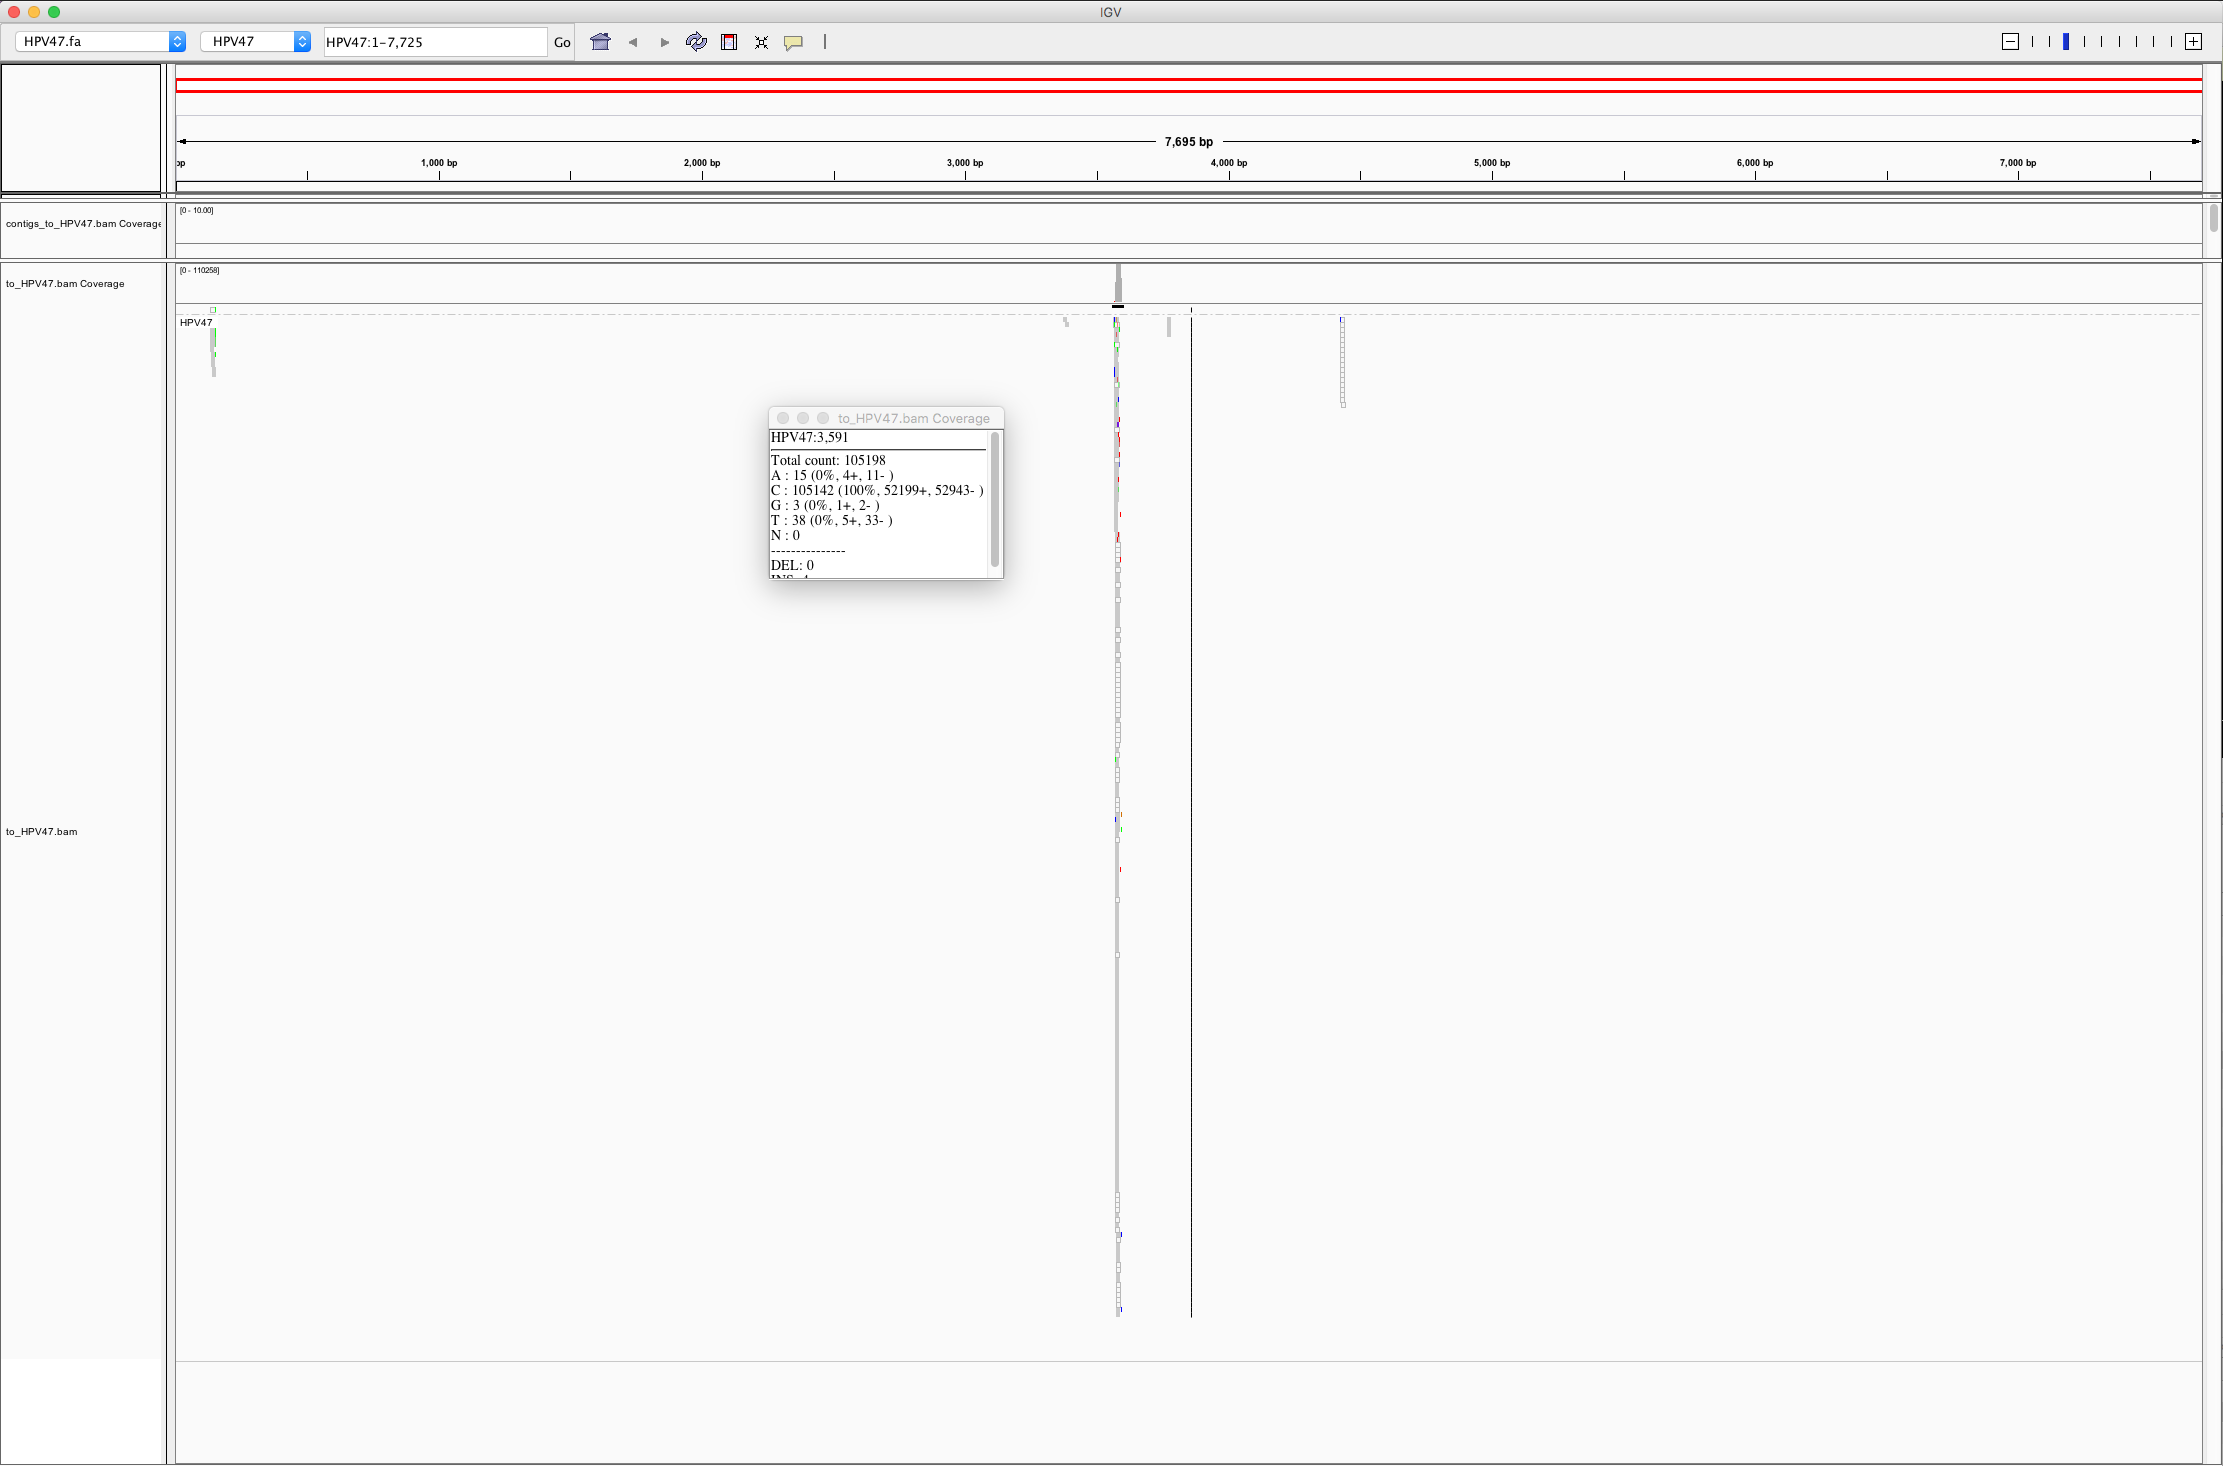 IGV
HPV47.fa HPV47 HPV47:1-7,725 Go
7,695 bp
bp 1,000 bp 2,000 bp 3,000 bp 4,000 bp 5,000 bp 6,000 bp 7,000 bp
contigs_to_HPV47.bam Coverage
[0 - 10.00]
to_HPV47.bam Coverage
[0 - 110258]
HPV47
to_HPV47.bam Coverage
HPV47:3,591
Total count: 105198
A : 15 (0%, 4+, 11- )
C : 105142 (100%, 52199+, 52943- )
G : 3 (0%, 1+, 2- )
T : 38 (0%, 5+, 33- )
N : 0
---------------
DEL: 0
to_HPV47.bam